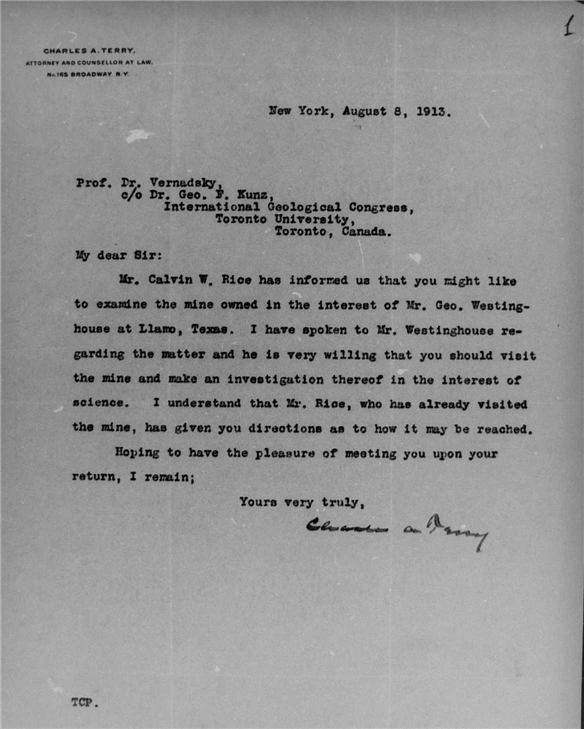 1
CHARLES A. TERRY,
ATTORNEY AND COUNSELLOR AT LAW,
No. 165 BROADWAY N.Y.
New York, August 8, 1913.
Prof. Dr. Vernadsky,
c/o Dr. Geo. F. Kunz,
International Geological Congress,
Toronto University,
Toronto, Canada.
My dear Sir:
Mr. Calvin W. Rice has informed us that you might like
to examine the mine owned in the interest of Mr. Geo. Westing-
house at Llamo, Texas. I have spoken to Mr. Westinghouse re-
garding the matter and he is very willing that you should visit
the mine and make an investigation thereof in the interest of
science. I understand that Mr. Rice, who has already visited
the mine, has given you directions as to how it may be reached.
Hoping to have the pleasure of meeting you upon your
return, I remain;
Yours very truly,
Charles A Terry
TCP.